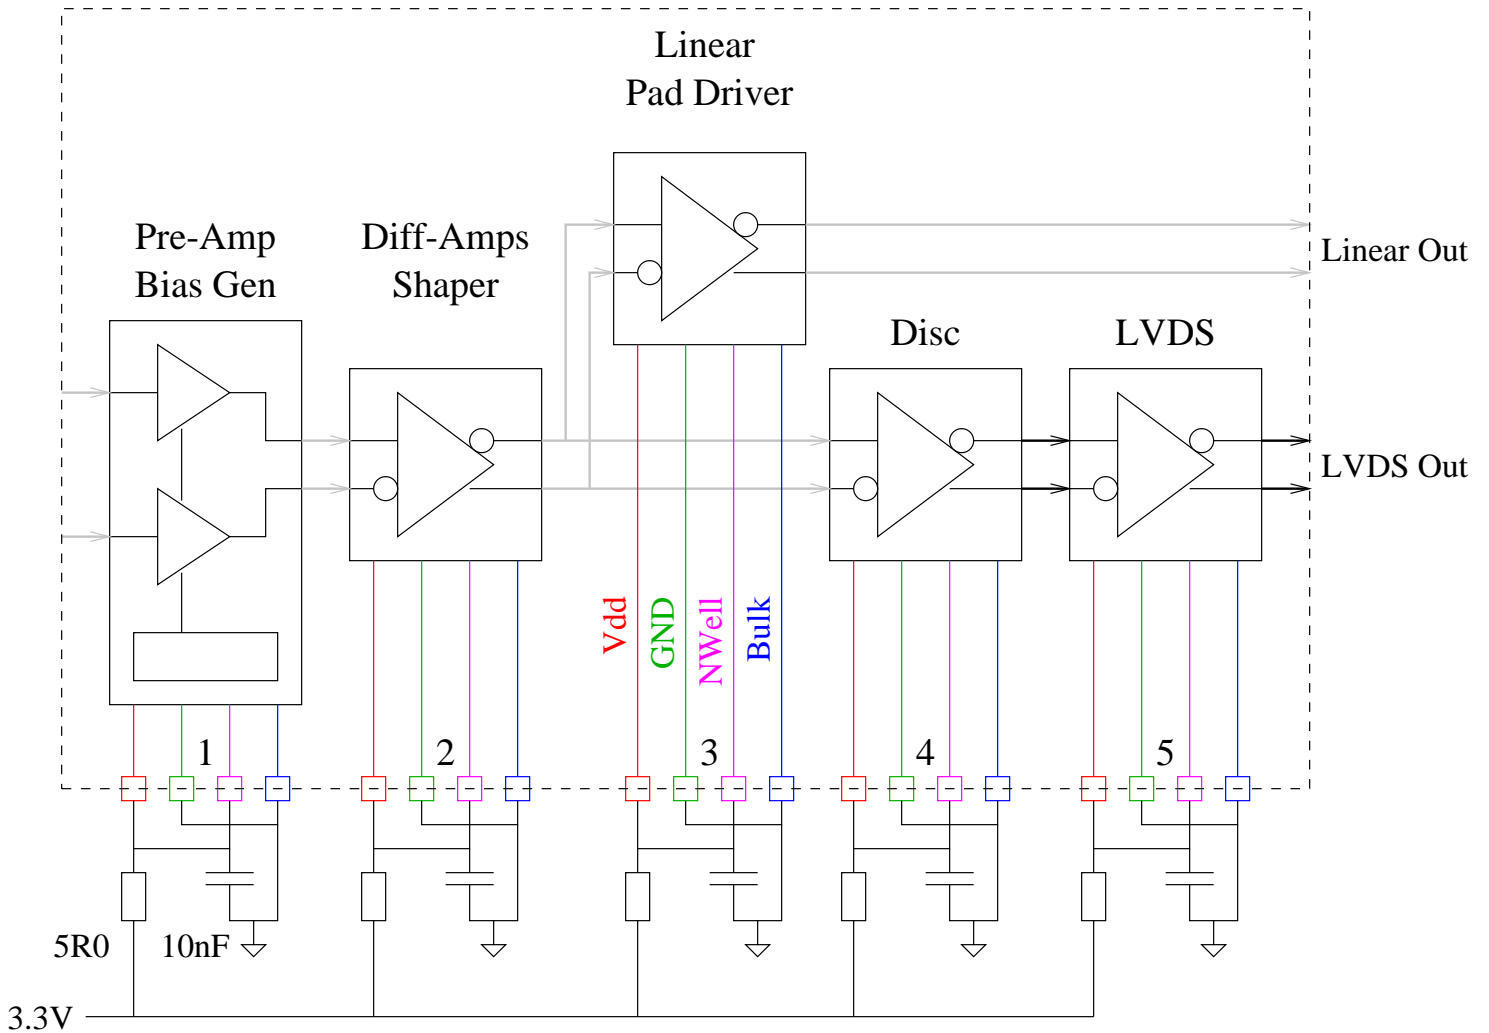 Linear
Pad Driver
Pre-Amp
Bias Gen
Diff-Amps
Shaper
Linear Out
Disc
LVDS
LVDS Out
Vdd
GND
NWell
Bulk
1
2
3
4
5
5R0
10nF
3.3V